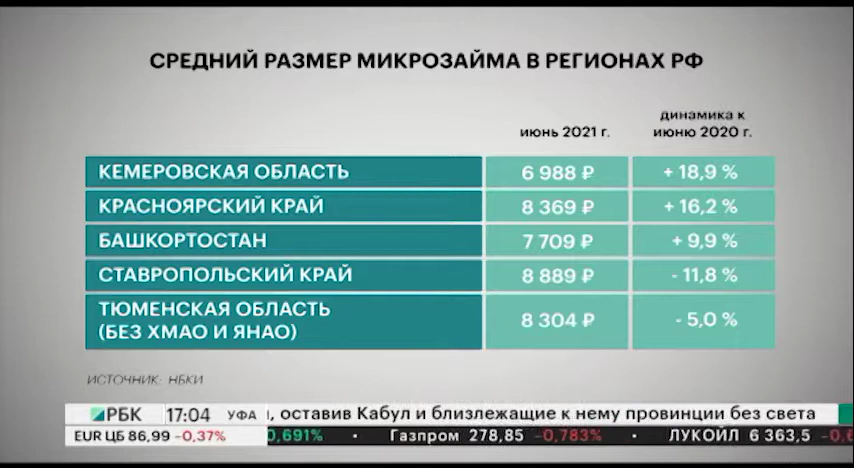 СРЕДНИЙ РАЗМЕР МИКРОЗАЙМА В РЕГИОНАХ РФ
июнь 2021 г.
динамика к
июню 2020 г.
КЕМЕРОВСКАЯ ОБЛАСТЬ 6 988 ₽ + 18,9 %
КРАСНОЯРСКИЙ КРАЙ 8 369 ₽ + 16,2 %
БАШКОРТОСТАН 7 709 ₽ + 9,9 %
СТАВРОПОЛЬСКИЙ КРАЙ 8 889 ₽ - 11,8 %
ТЮМЕНСКАЯ ОБЛАСТЬ
(БЕЗ ХМАО И ЯНАО) 8 304 ₽ - 5,0 %
ИСТОЧНИК: НБКИ
РБК 17:04 УФА , оставив Кабул и близлежащие к нему провинции без света
EUR ЦБ 86,99 -0,37% 0,691% • Газпром 278,85 -0,783% • ЛУКОЙЛ 6 363,5